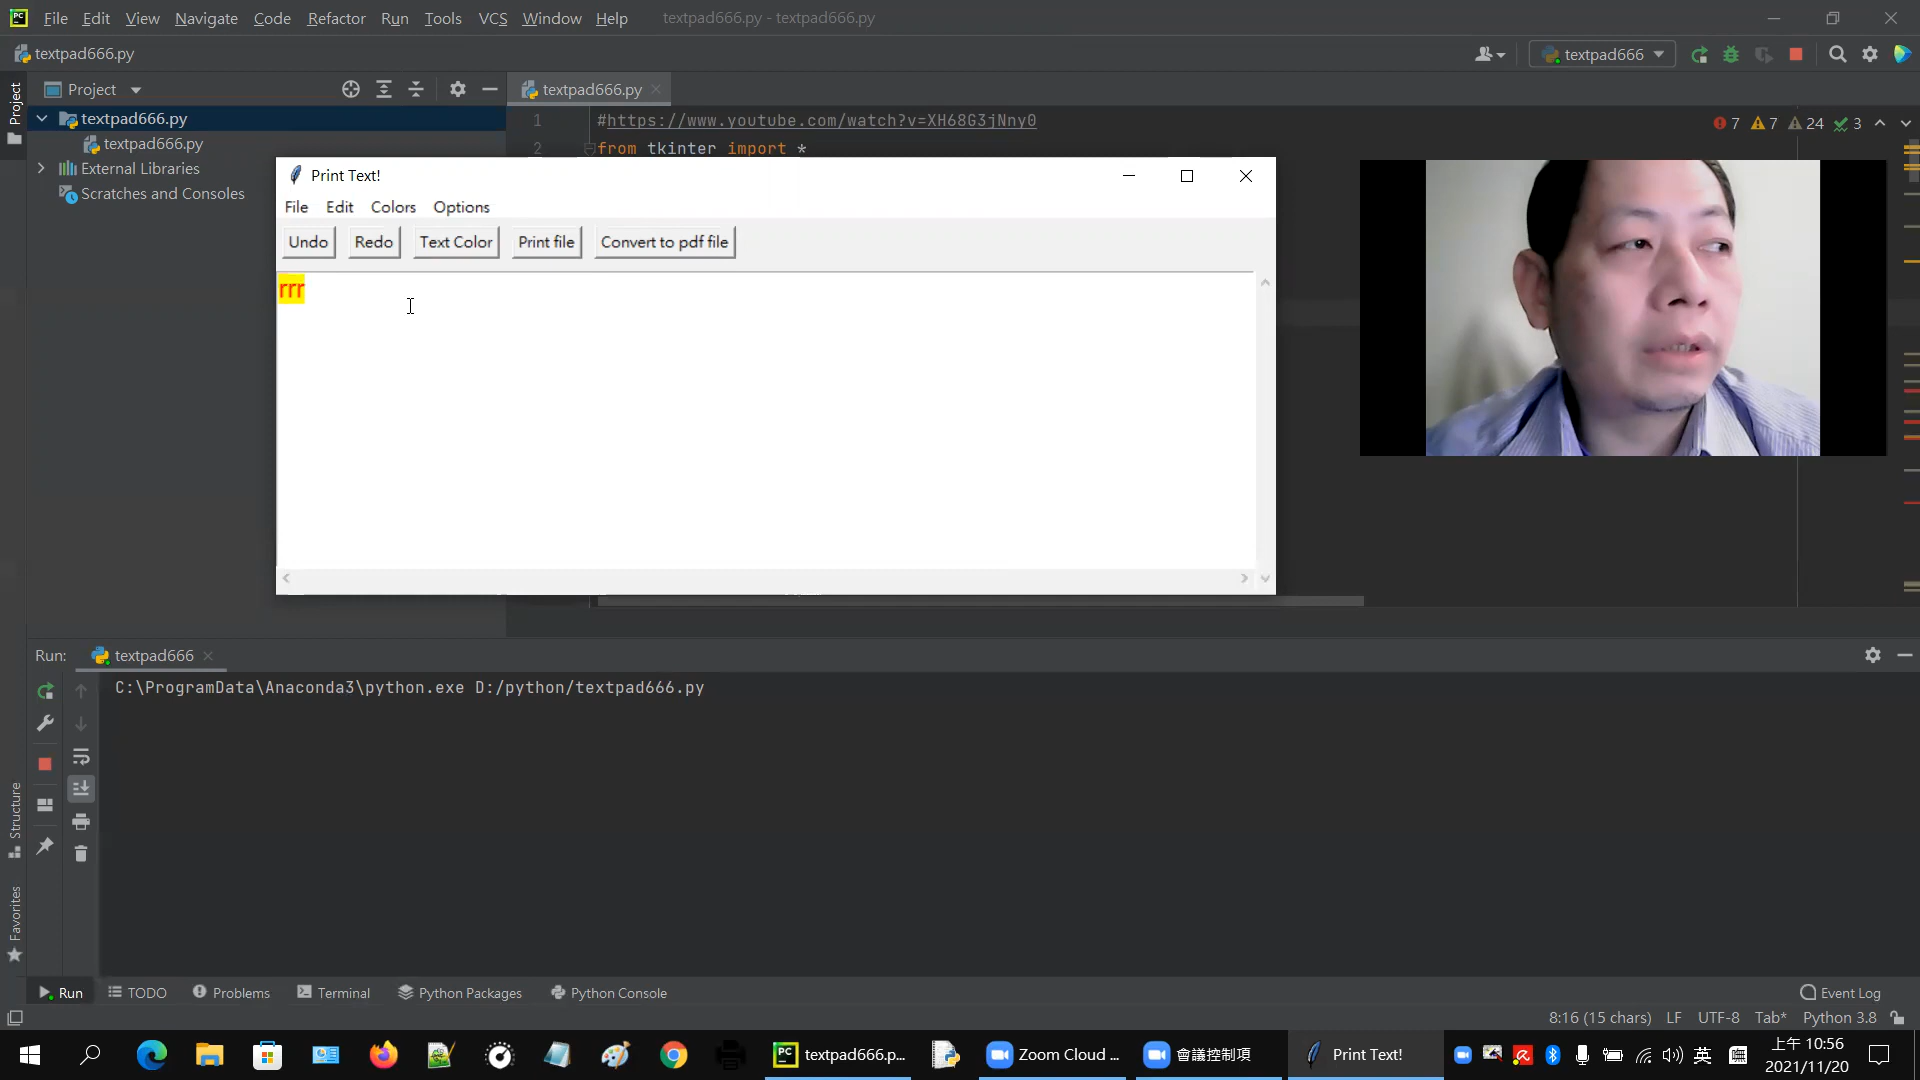 File Edit View Navigate Code Refactor Run Tools VCS Window Help textpad666.py - textpad666.py
textpad666.py
textpad666
Project
textpad666.py
1 #https://www.youtube.com/watch?v=XH68G3jNny0
7 7 24 3
Project
textpad666.py
textpad666.py
2 from tkinter import *
External Libraries
Scratches and Consoles
Print Text!
File Edit Colors Options
Undo Redo Text Color Print file Convert to pdf file
rrr
Run: textpad666
C:\ProgramData\Anaconda3\python.exe D:/python/textpad666.py
Structure
Favorites
Run TODO Problems Terminal Python Packages Python Console Event Log
8:16 (15 chars) LF UTF-8 Tab* Python 3.8
textpad666.p... Zoom Cloud ... 會議控制項 Print Text! 英 上午 10:56
2021/11/20